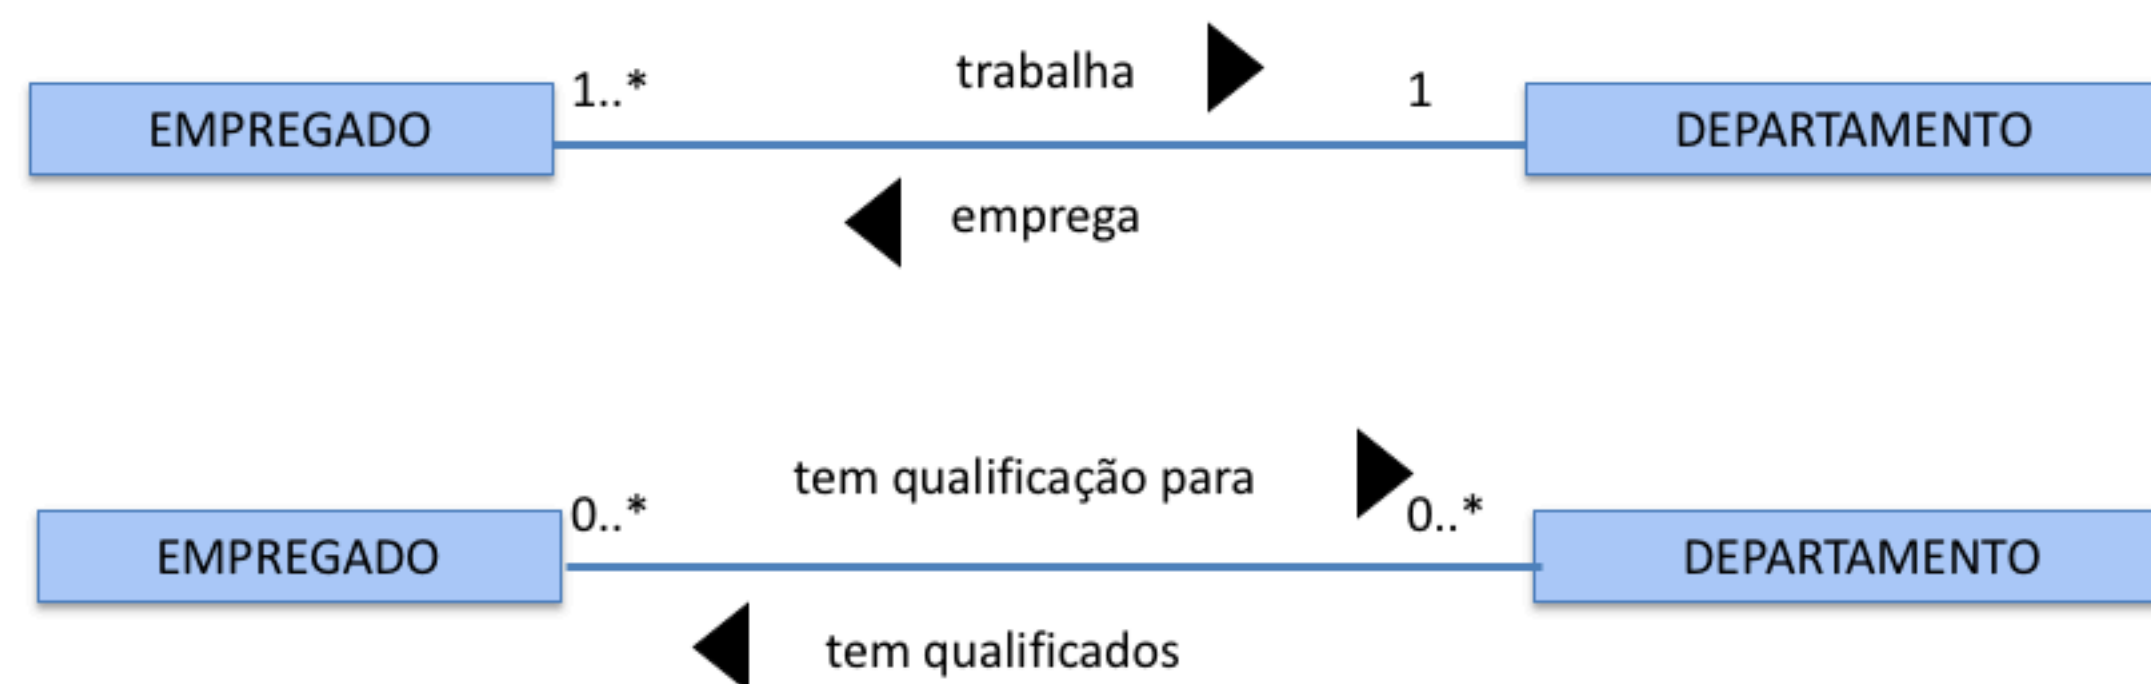 trabalha
1..*
1
EMPREGADO
DEPARTAMENTO
emprega
tem qualificação para
0..*
0..*
EMPREGADO
DEPARTAMENTO
tem qualificados